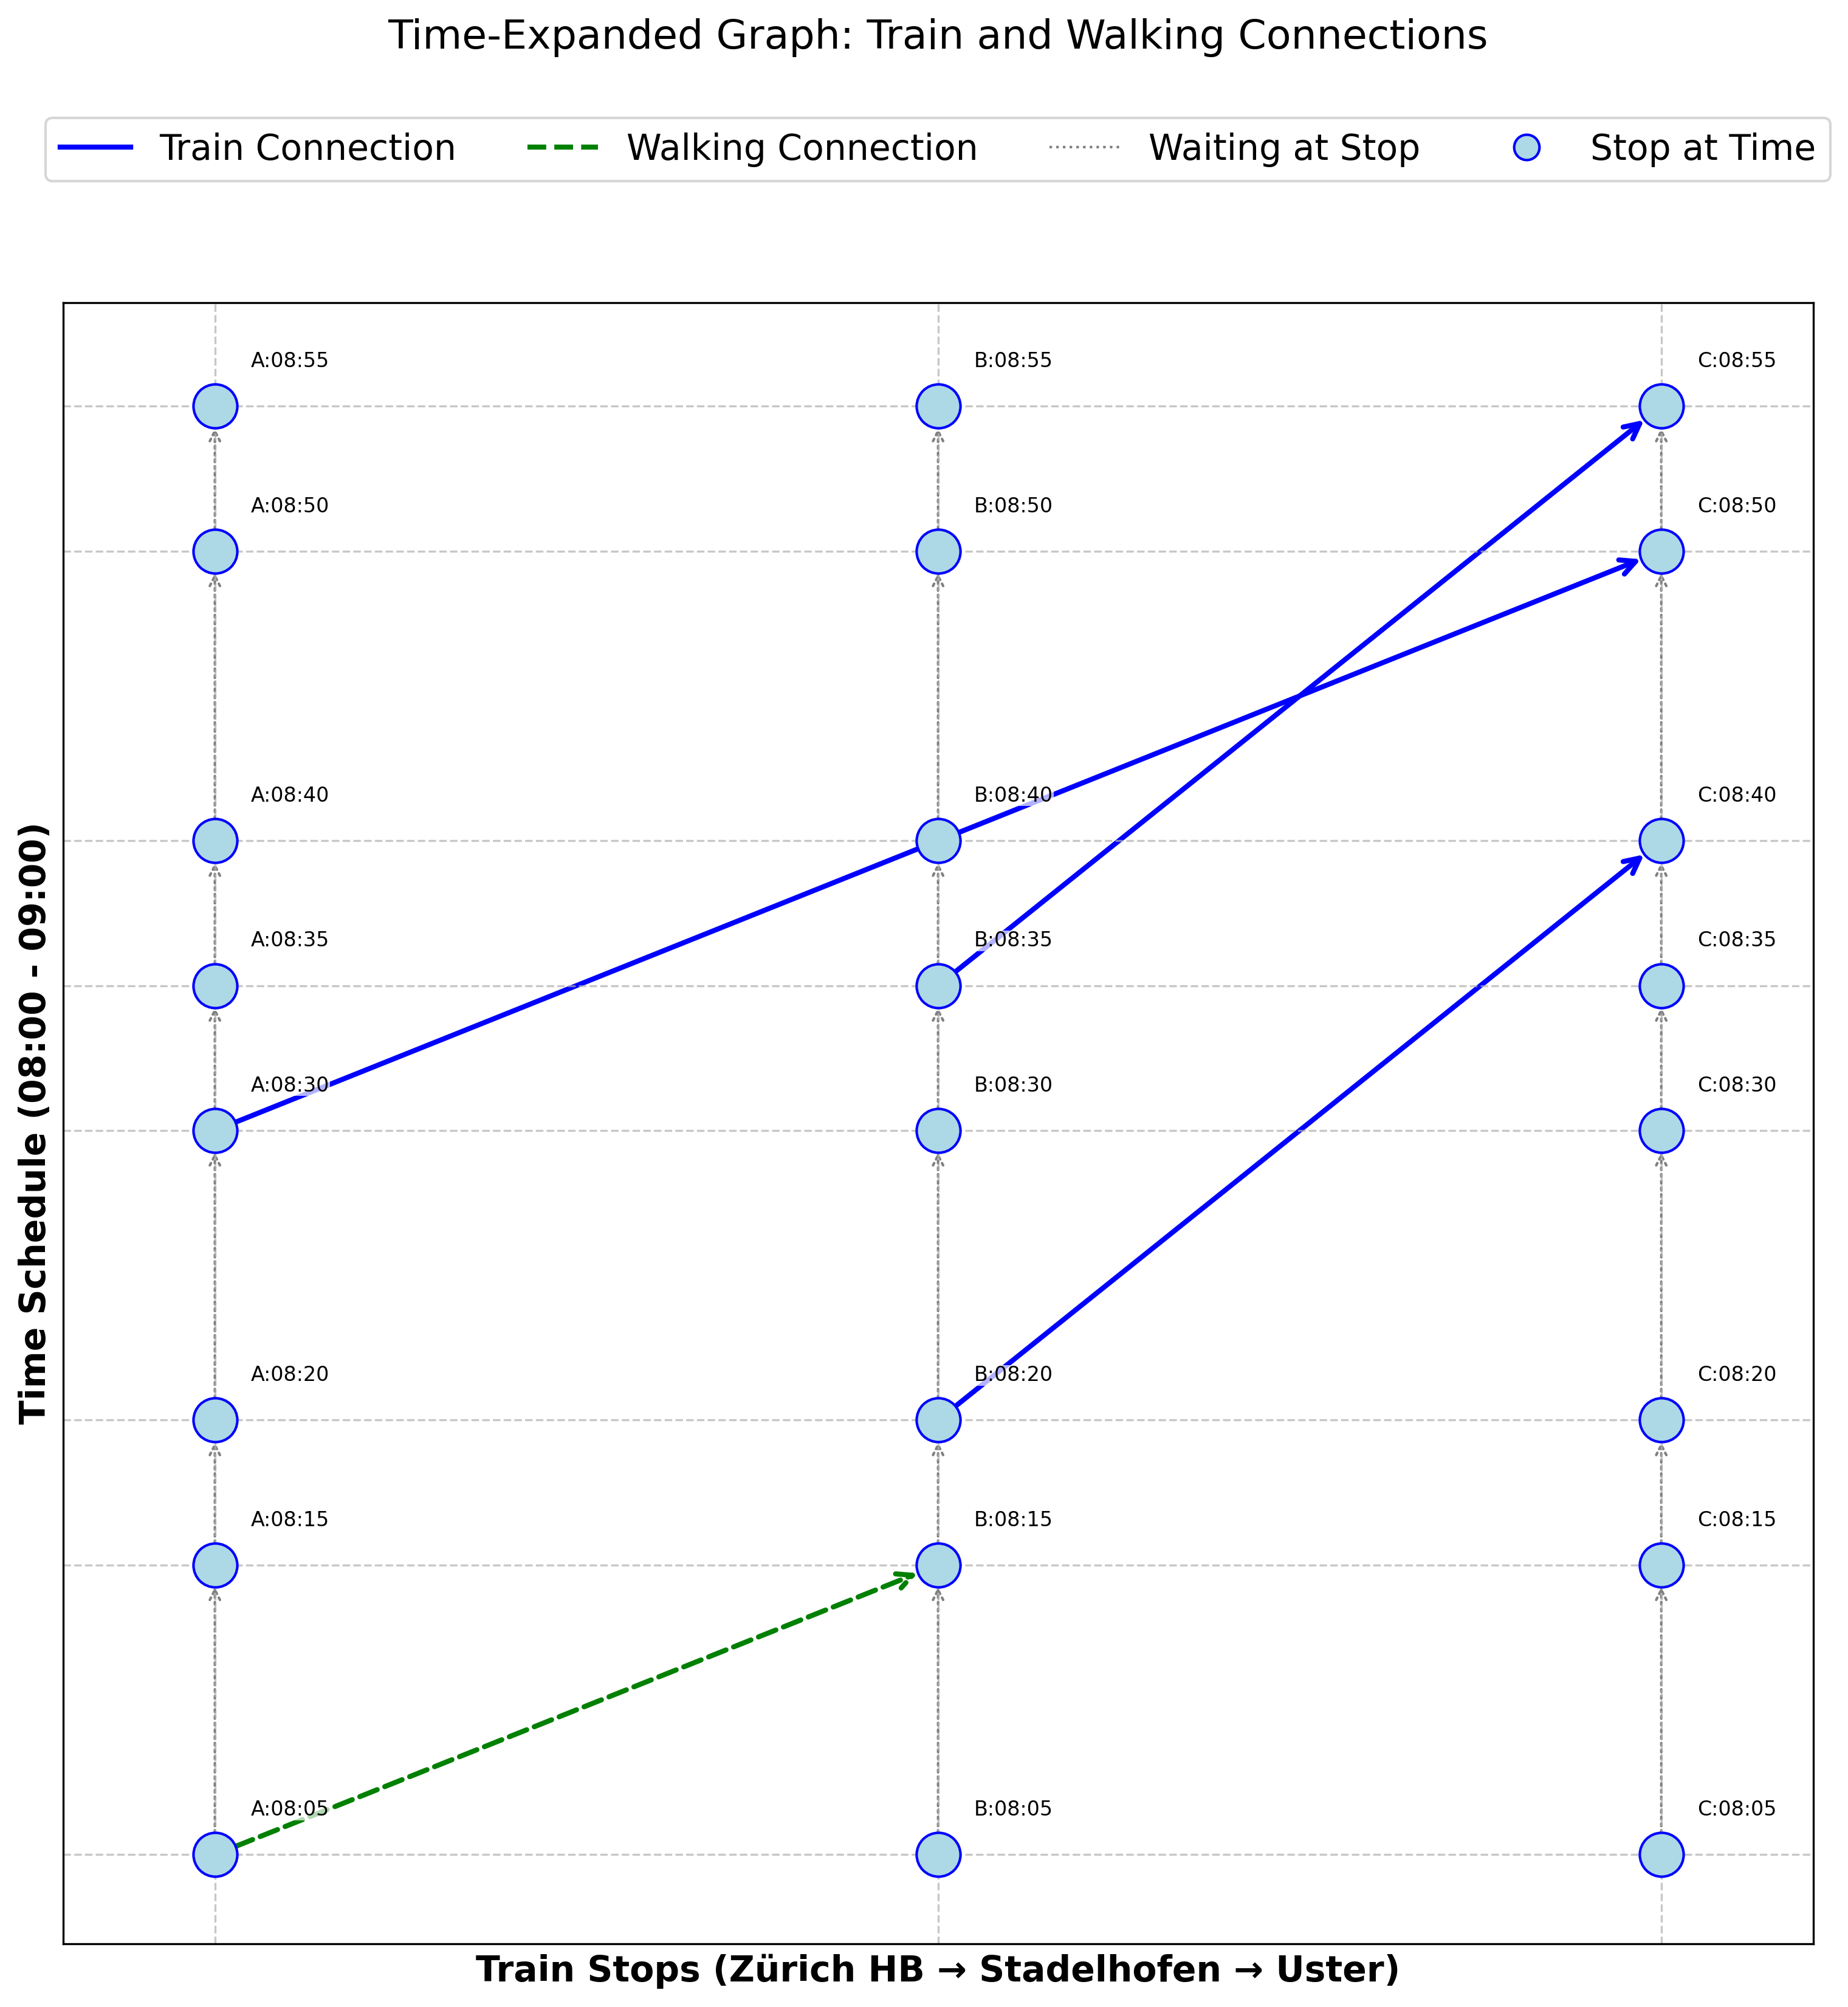 Time-Expanded Graph: Train and Walking Connections
Train Connection
Walking Connection
Waiting at Stop
Stop at Time
A:08:55
B:08:55
C:08:55
A:08:50
B:08:50
C:08:50
A:08:40
B:08:40
C:08:40
A:08:35
B:08:35
C:08:35
A:08:30
B:08:30
C:08:30
A:08:20
B:08:20
C:08:20
A:08:15
B:08:15
C:08:15
A:08:05
B:08:05
C:08:05
Time Schedule (08:00 - 09:00)
Train Stops (Zürich HB → Stadelhofen → Uster)